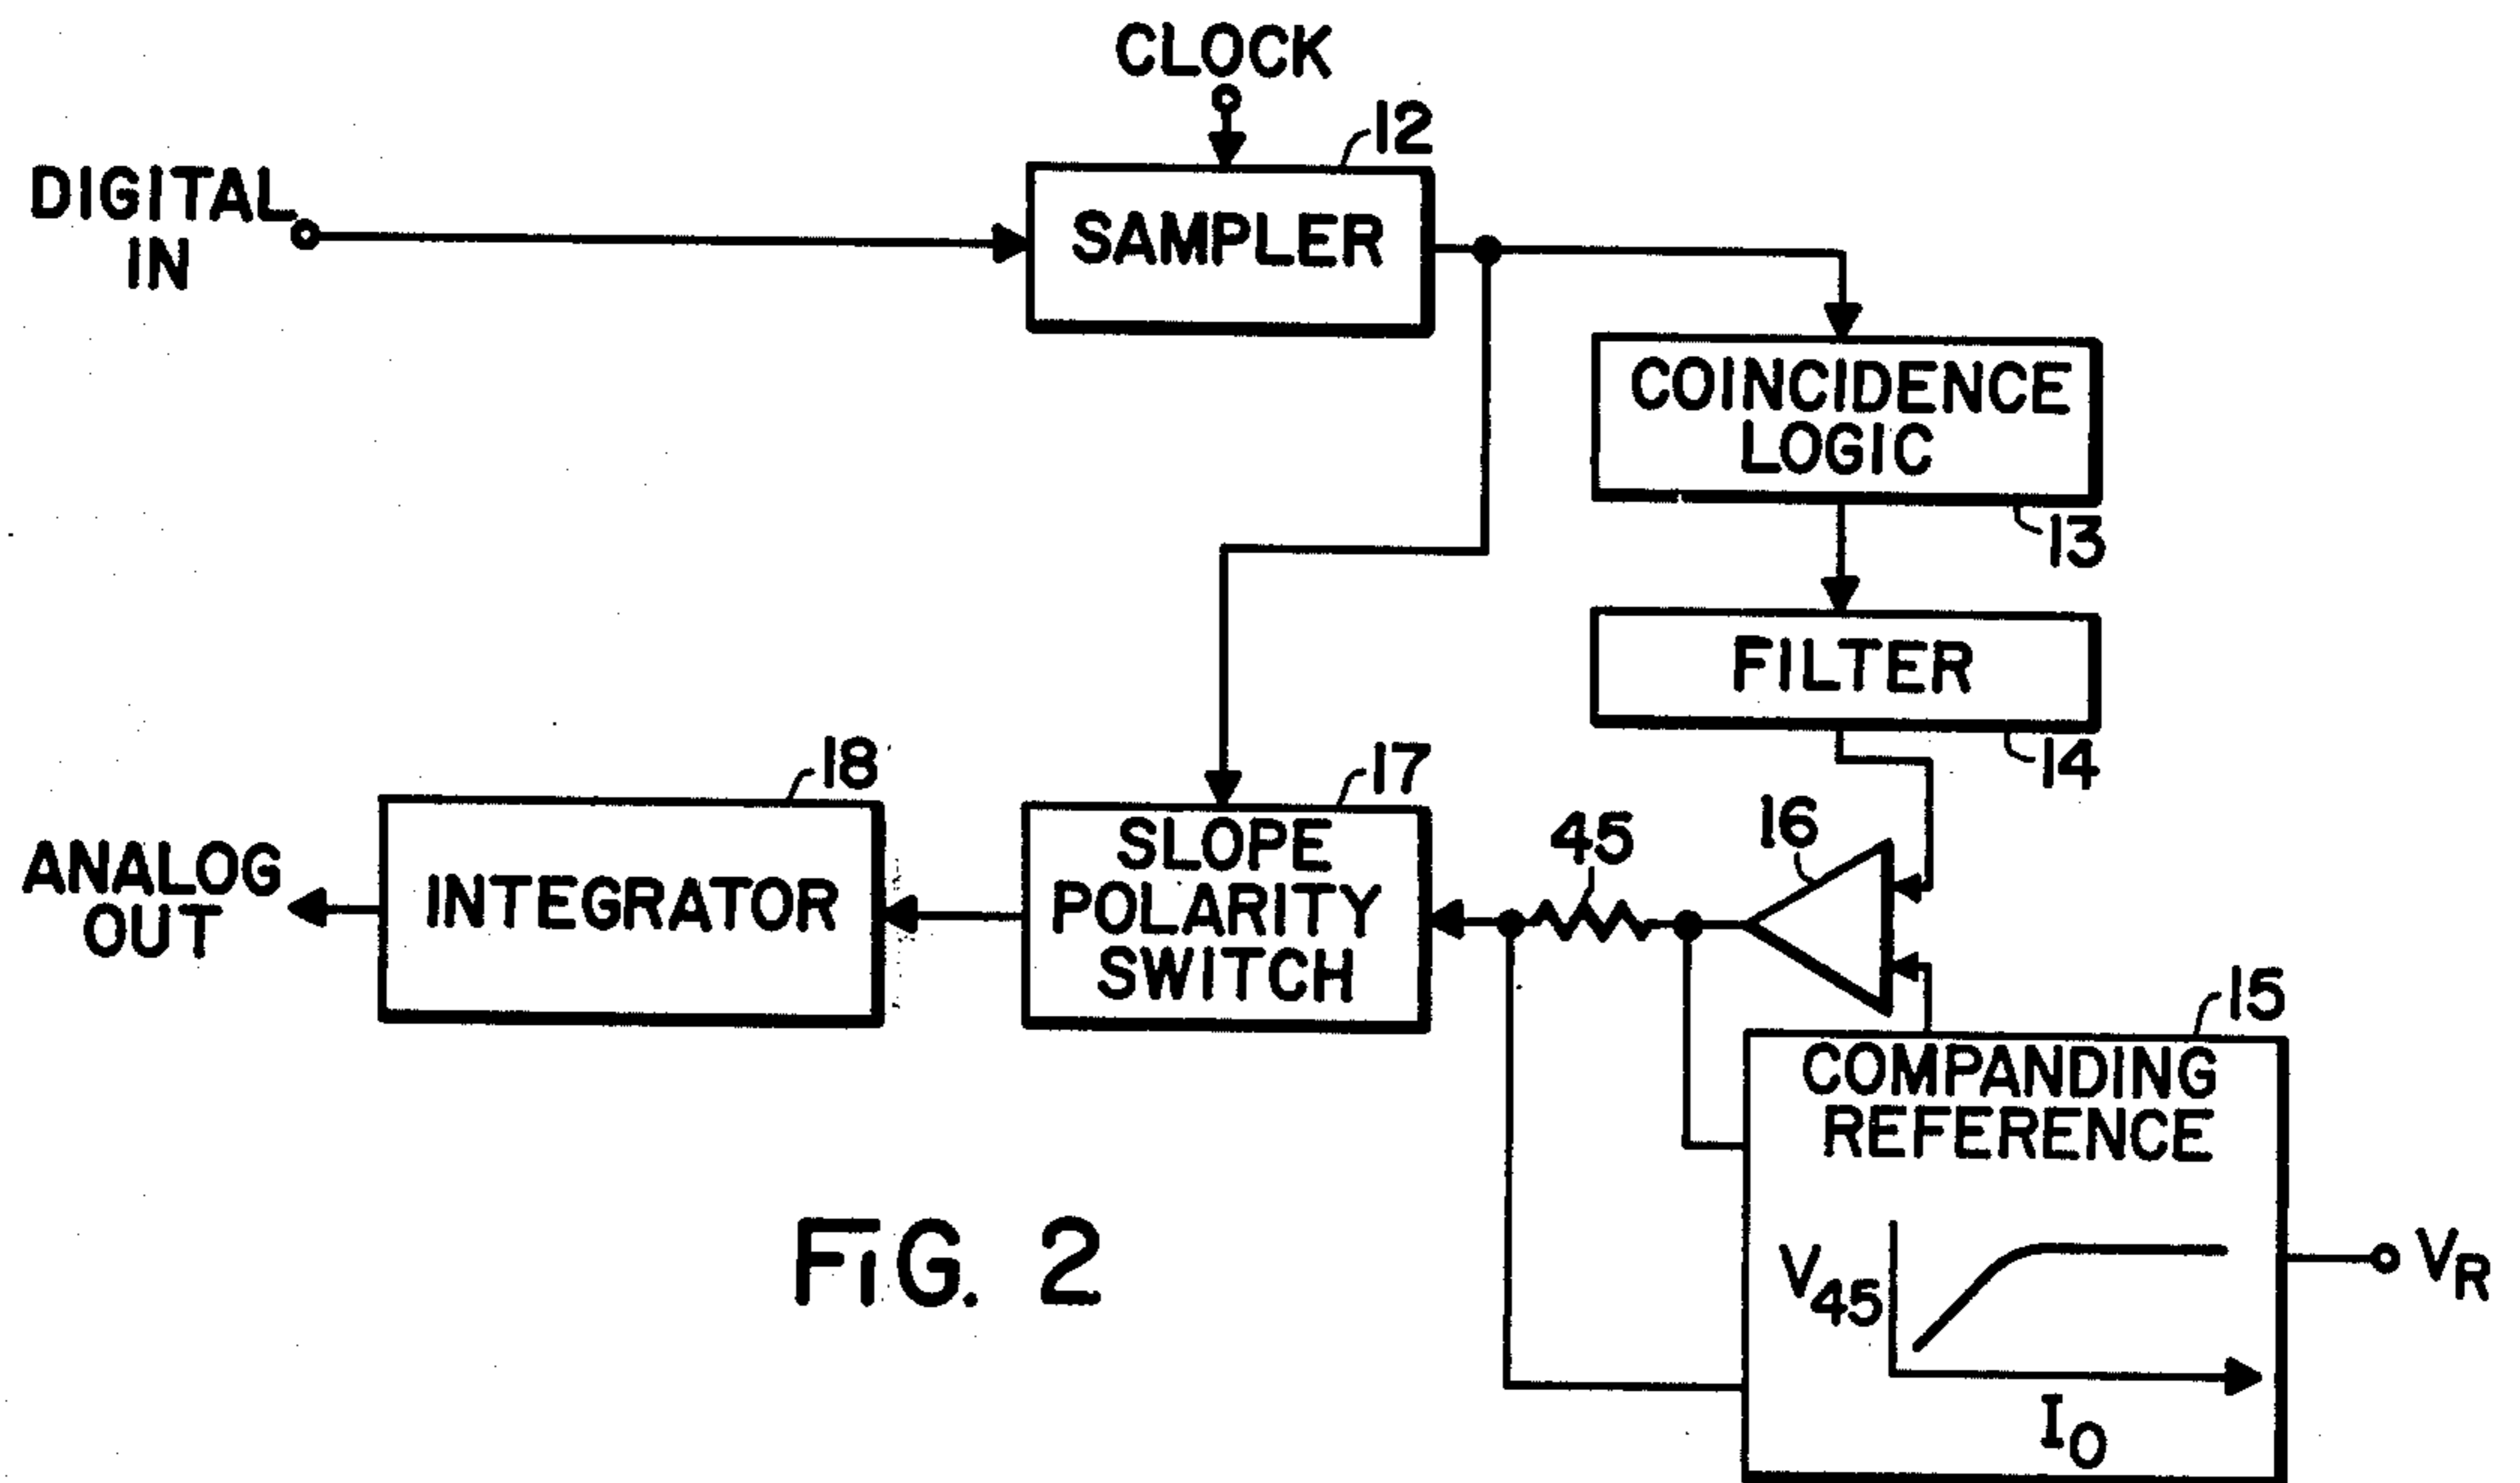 CLOCK
12
DIGITAL
IN
SAMPLER
COINCIDENCE
LOGIC
13
FILTER
14
18
17
45
16
ANALOG
OUT
INTEGRATOR
SLOPE
POLARITY
SWITCH
15
COMPANDING
REFERENCE
V45
VR
IO
FIG. 2